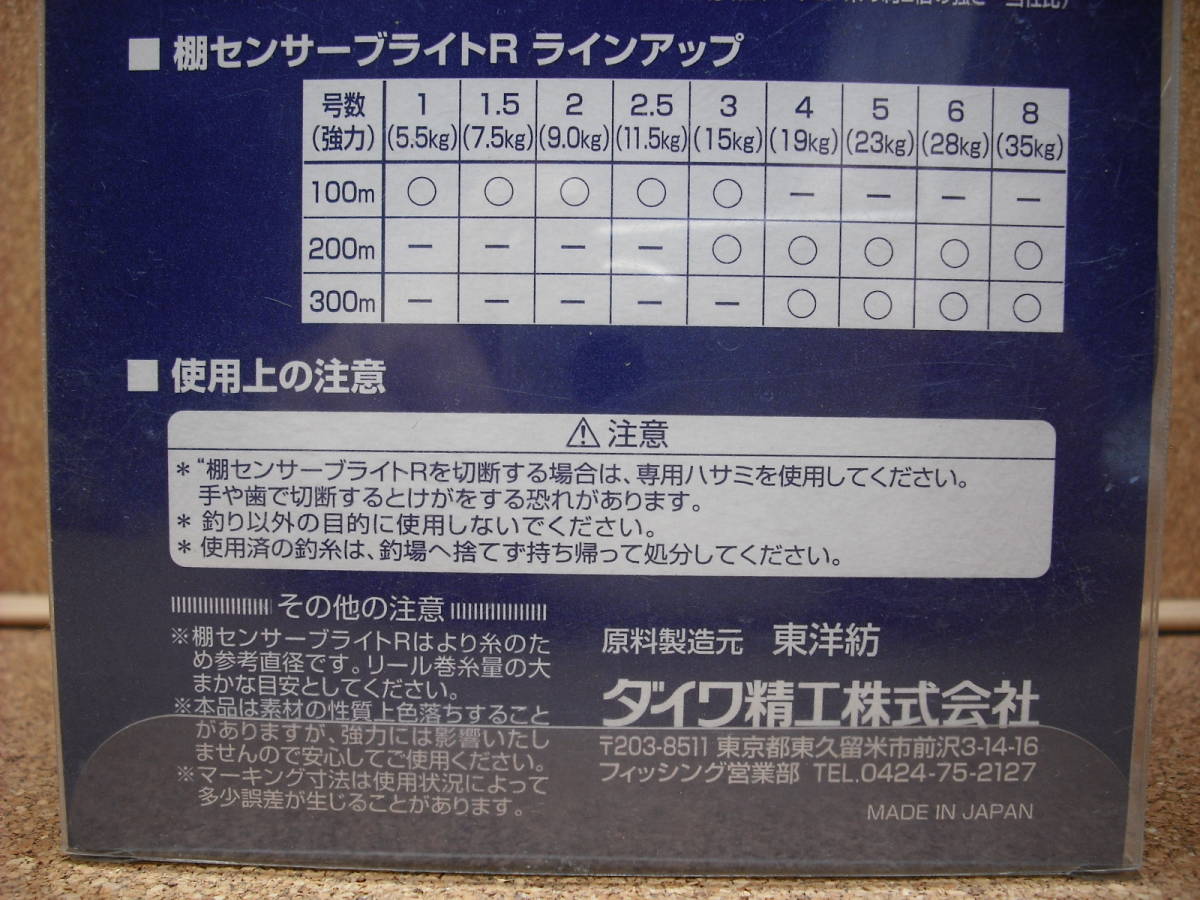 ■ 棚センサーブライトR ラインアップ
号数 1 1.5 2 2.5 3 4 5 6 8
(強力) (5.5kg) (7.5kg) (9.0kg) (11.5kg) (15kg) (19kg) (23kg) (28kg) (35kg)
100m ○ ○ ○ ○ ○ － － － －
200m － － － － ○ ○ ○ ○ ○
300m － － － － － ○ ○ ○ ○
■ 使用上の注意
⚠ 注意
＊“棚センサーブライトRを切断する場合は、専用ハサミを使用してください。
手や歯で切断するとけがをする恐れがあります。
＊釣り以外の目的に使用しないでください。
＊使用済の釣糸は、釣場へ捨てず持ち帰って処分してください。
その他の注意
※棚センサーブライトRはより糸のた
め参考直径です。リール巻糸量の大
まかな目安としてください。
※本品は素材の性質上色落ちすること
がありますが、強力には影響いたし
ませんので安心してご使用ください。
※マーキング寸法は使用状況によって
多少誤差が生じることがあります。
原料製造元 東洋紡
ダイワ精工株式会社
〒203-8511 東京都東久留米市前沢3-14-16
フィッシング営業部 TEL.0424-75-2127
MADE IN JAPAN